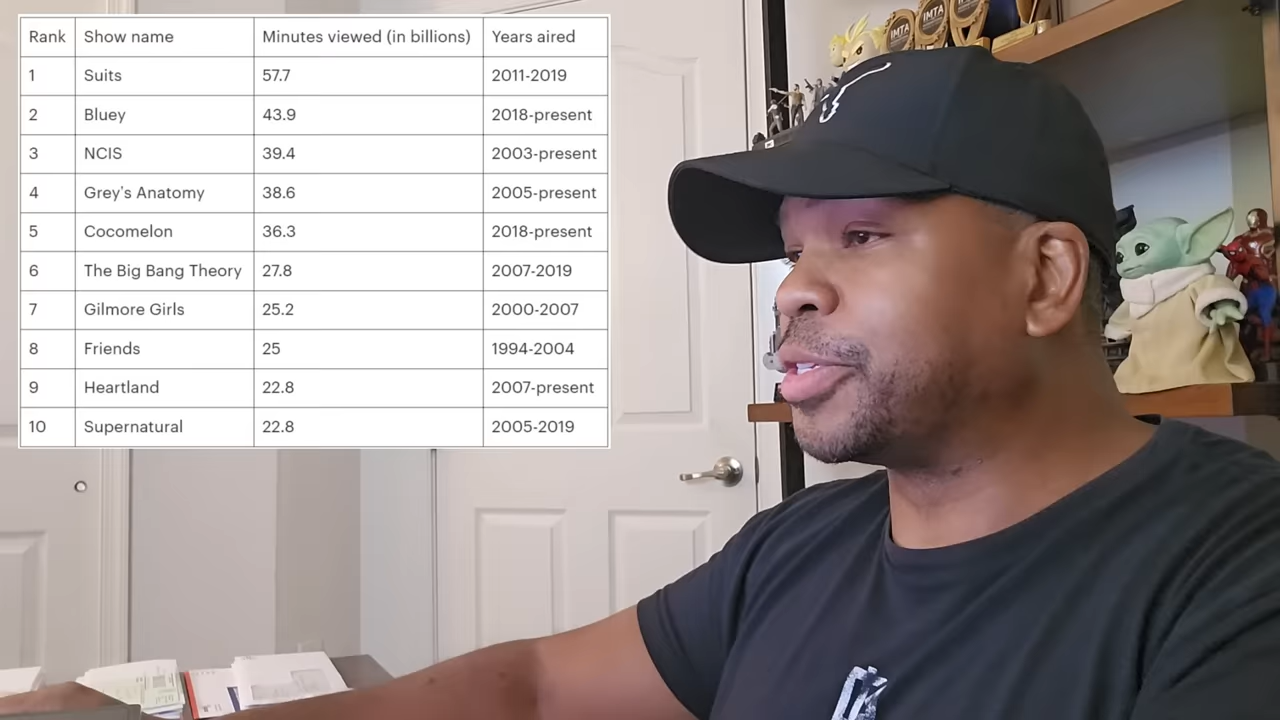 Rank Show name Minutes viewed (in billions) Years aired
1 Suits 57.7 2011-2019
2 Bluey 43.9 2018-present
3 NCIS 39.4 2003-present
4 Grey's Anatomy 38.6 2005-present
5 Cocomelon 36.3 2018-present
6 The Big Bang Theory 27.8 2007-2019
7 Gilmore Girls 25.2 2000-2007
8 Friends 25 1994-2004
9 Heartland 22.8 2007-present
10 Supernatural 22.8 2005-2019
IMTA IMTA IMTA